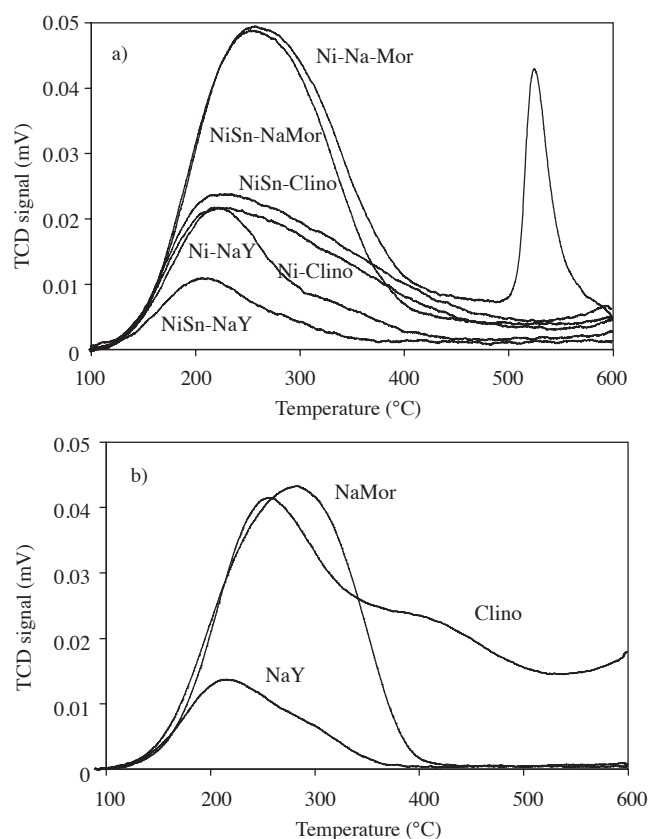 a)
0.05
0.04
0.03
0.02
0.01
0
TCD signal (mV)
Ni-Na-Mor
NiSn-NaMor
NiSn-Clino
Ni-NaY
Ni-Clino
NiSn-NaY
100 200 300 400 500 600
Temperature (°C)
b)
0.05
0.04
0.03
0.02
0.01
0
TCD signal (mV)
NaMor
Clino
NaY
100 200 300 400 500 600
Temperature (°C)